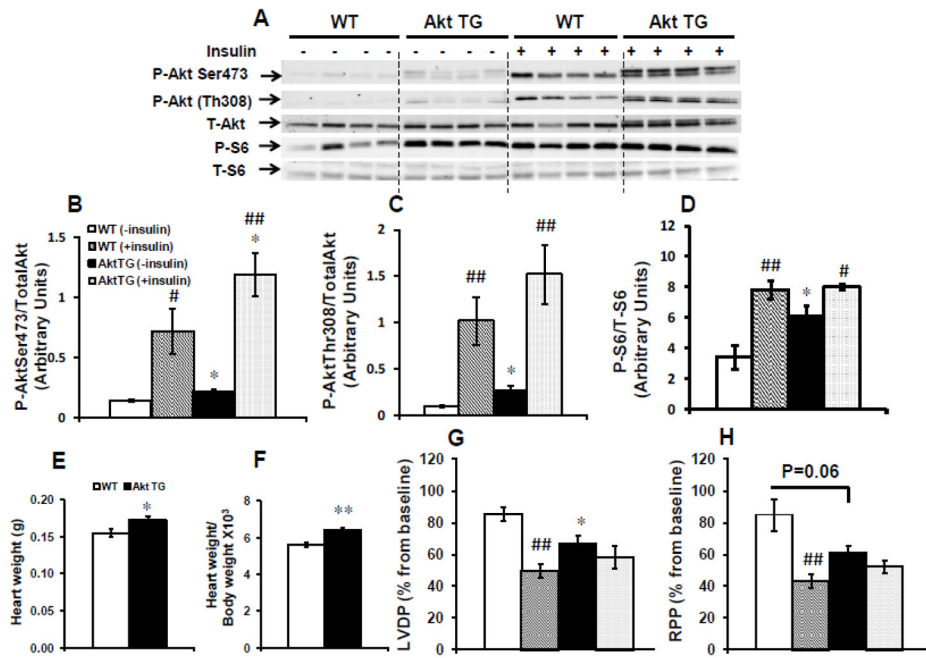 A
WT Akt TG WT Akt TG
Insulin
- - - - - - - - + + + + + + + +
P-Akt Ser473
P-Akt (Th308)
T-Akt
P-S6
T-S6
B
P-AktSer473/TotalAkt
(Arbitrary Units)
1.5
1
0.5
0
WT (-insulin)
WT (+insulin)
AktTG (-insulin)
AktTG (+insulin)
#
*
##
*
C
P-AktThr308/TotalAkt
(Arbitrary Units)
2
1.5
1
0.5
0
##
*
##
D
P-S6/T-S6
(Arbitrary Units)
10
8
6
4
2
0
##
*
#
E
WT Akt TG
Heart weight (g)
0.20
0.15
0.10
0.05
0.00
*
F
Heart weight/
Body weight X10³
8
6
4
2
0
**
G
LVDP (% from baseline)
120
100
80
60
40
20
0
##
*
H
RPP (% from baseline)
120
100
80
60
40
20
0
P=0.06
##